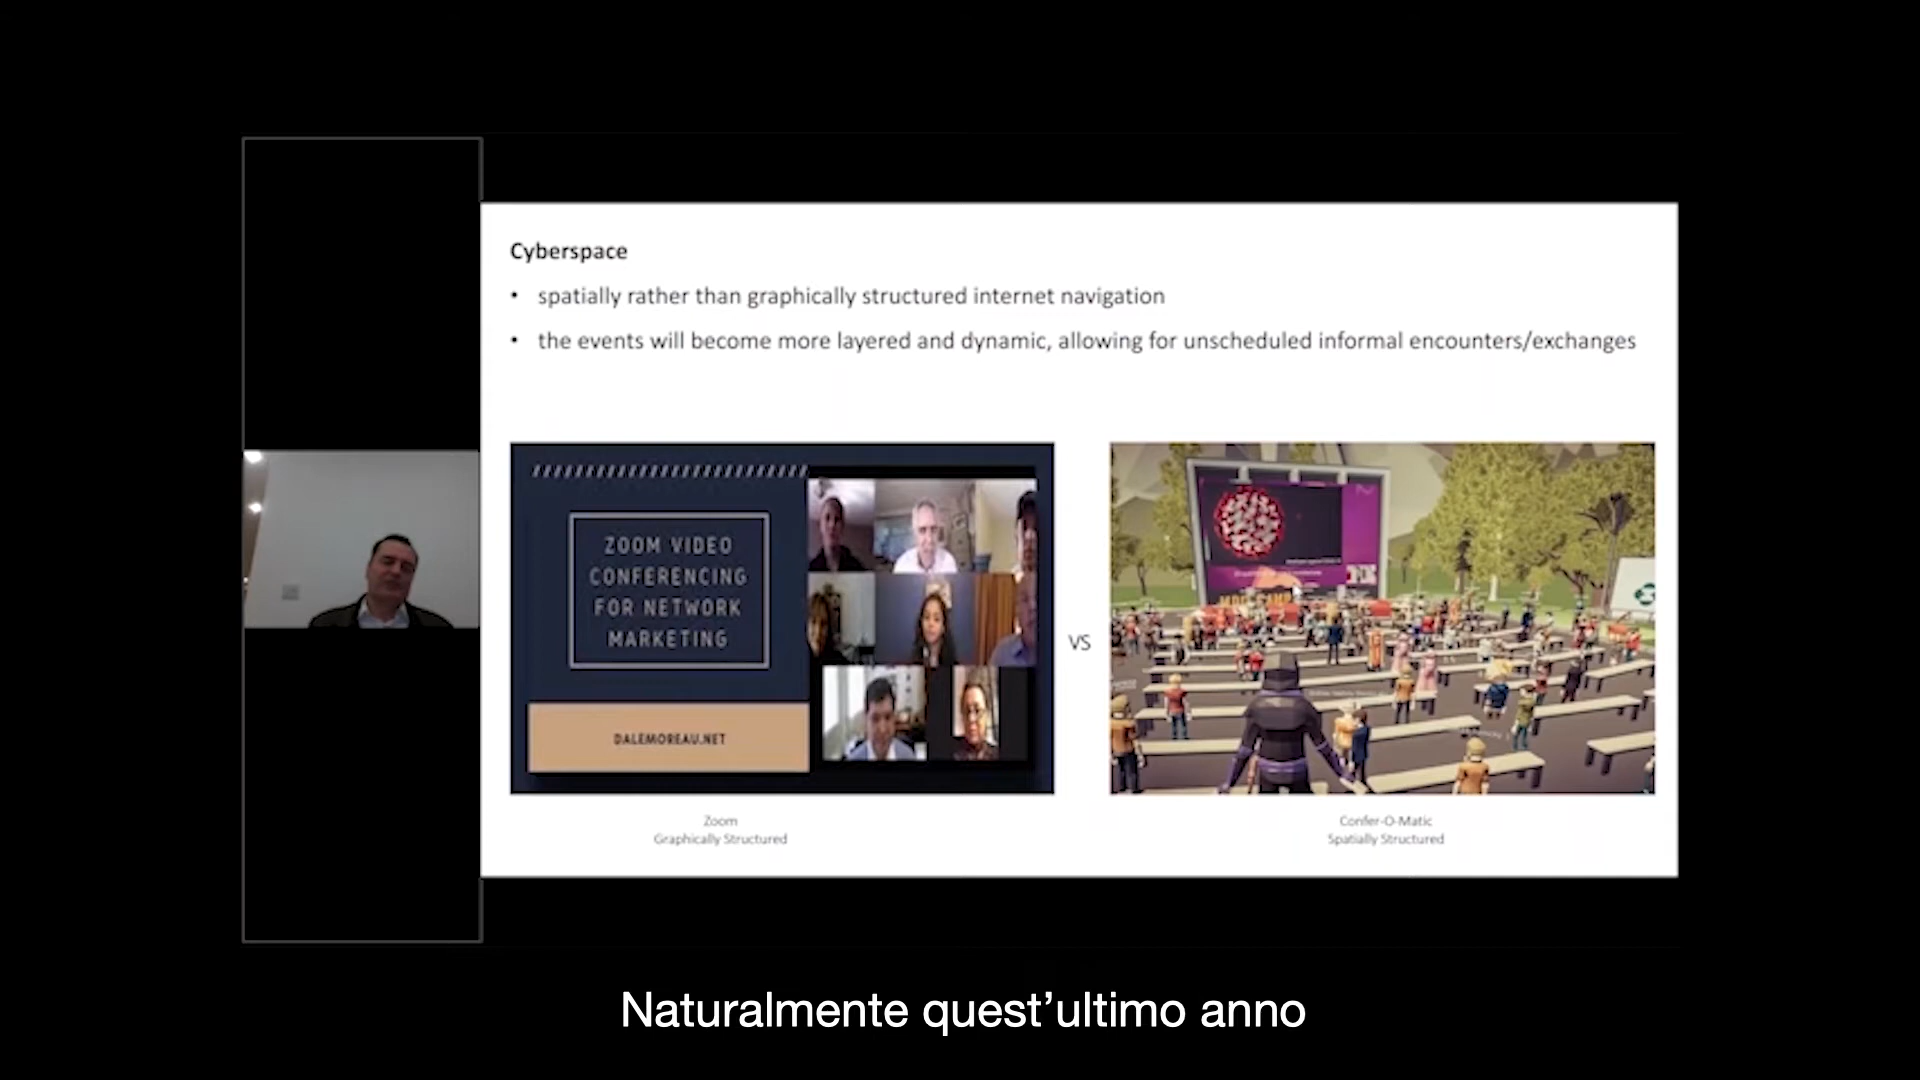 Cyberspace
• spatially rather than graphically structured internet navigation
• the events will become more layered and dynamic, allowing for unscheduled informal encounters/exchanges
ZOOM VIDEO
CONFERENCING
FOR NETWORK
MARKETING
DALEMOREAU.NET
VS
Zoom
Graphically Structured
Confer-O-Matic
Spatially Structured
Naturalmente quest’ultimo anno